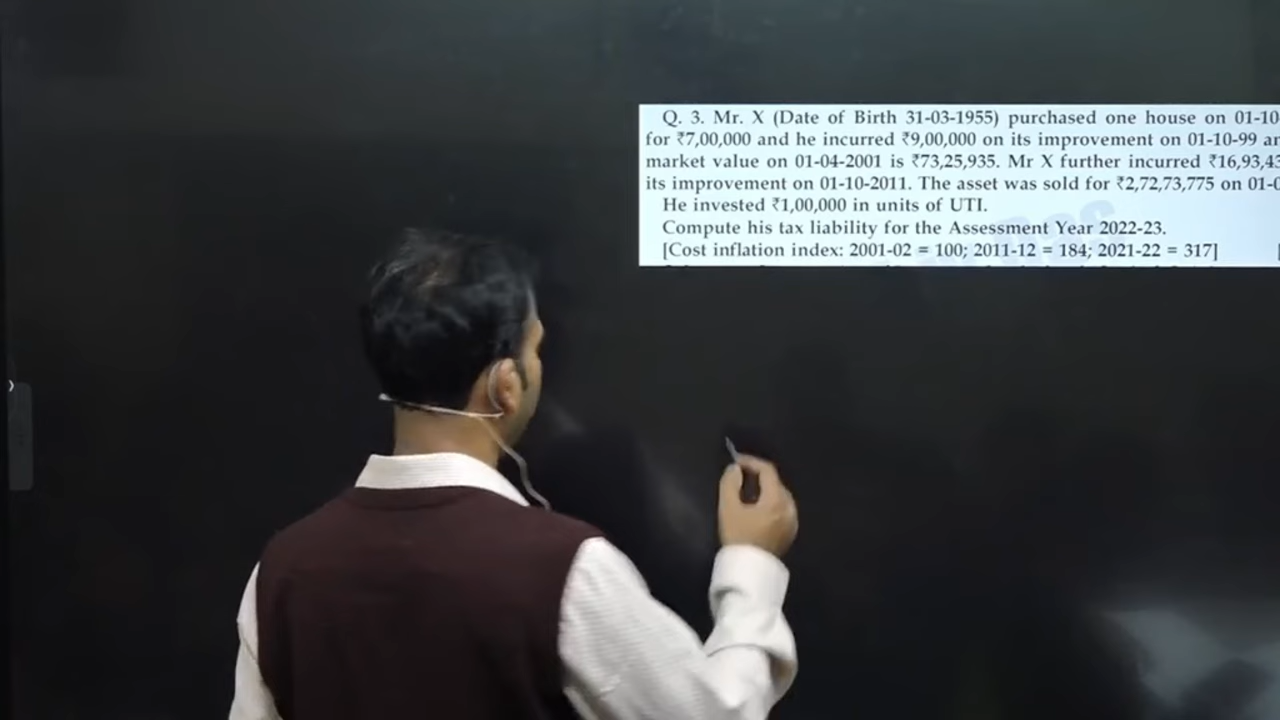 Q. 3. Mr. X (Date of Birth 31-03-1955) purchased one house on 01-10-
for ₹7,00,000 and he incurred ₹9,00,000 on its improvement on 01-10-99
market value on 01-04-2001 is ₹73,25,935. Mr X further incurred ₹16,93,43
its improvement on 01-10-2011. The asset was sold for ₹2,72,73,775 on 01-0
He invested ₹1,00,000 in units of UTI.
Compute his tax liability for the Assessment Year 2022-23.
[Cost inflation index: 2001-02 = 100; 2011-12 = 184; 2021-22 = 317] [